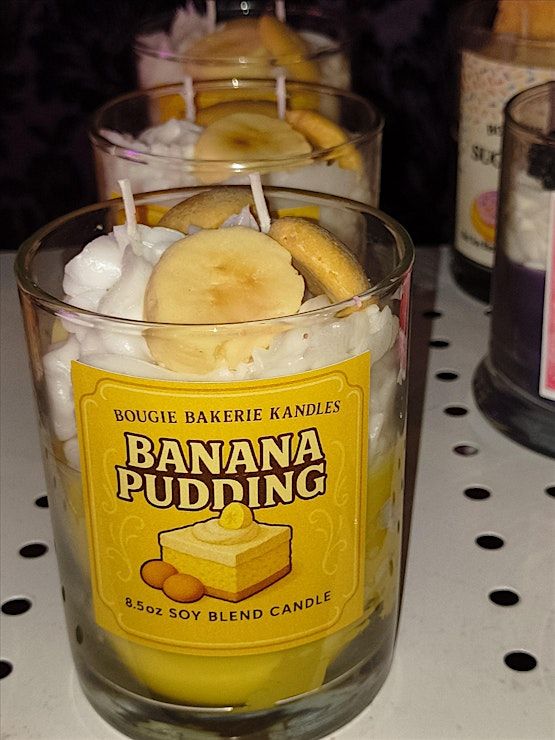 BOUGIE BAKERIE KANDLES
BANANA
PUDDING
8.5oz SOY BLEND CANDLE